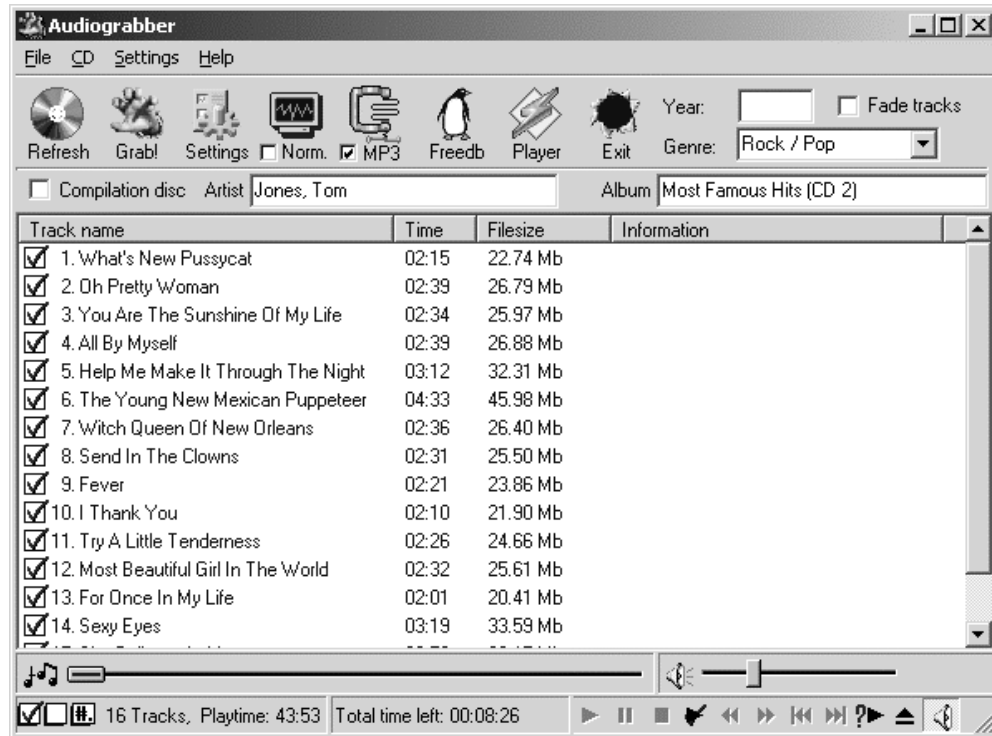 Audiograbber
File CD Settings Help
Refresh Grab! Settings Norm. MP3 Freedb Player Exit
Year: Fade tracks
Genre: Rock / Pop
Compilation disc Artist Jones, Tom Album Most Famous Hits (CD 2)
Track name Time Filesize Information
1. What's New Pussycat 02:15 22.74 Mb
2. Oh Pretty Woman 02:39 26.79 Mb
3. You Are The Sunshine Of My Life 02:34 25.97 Mb
4. All By Myself 02:39 26.88 Mb
5. Help Me Make It Through The Night 03:12 32.31 Mb
6. The Young New Mexican Puppeteer 04:33 45.98 Mb
7. Witch Queen Of New Orleans 02:36 26.40 Mb
8. Send In The Clowns 02:31 25.50 Mb
9. Fever 02:21 23.86 Mb
10. I Thank You 02:10 21.90 Mb
11. Try A Little Tenderness 02:26 24.66 Mb
12. Most Beautiful Girl In The World 02:32 25.61 Mb
13. For Once In My Life 02:01 20.41 Mb
14. Sexy Eyes 03:19 33.59 Mb
#. 16 Tracks, Playtime: 43:53 Total time left: 00:08:26 ?